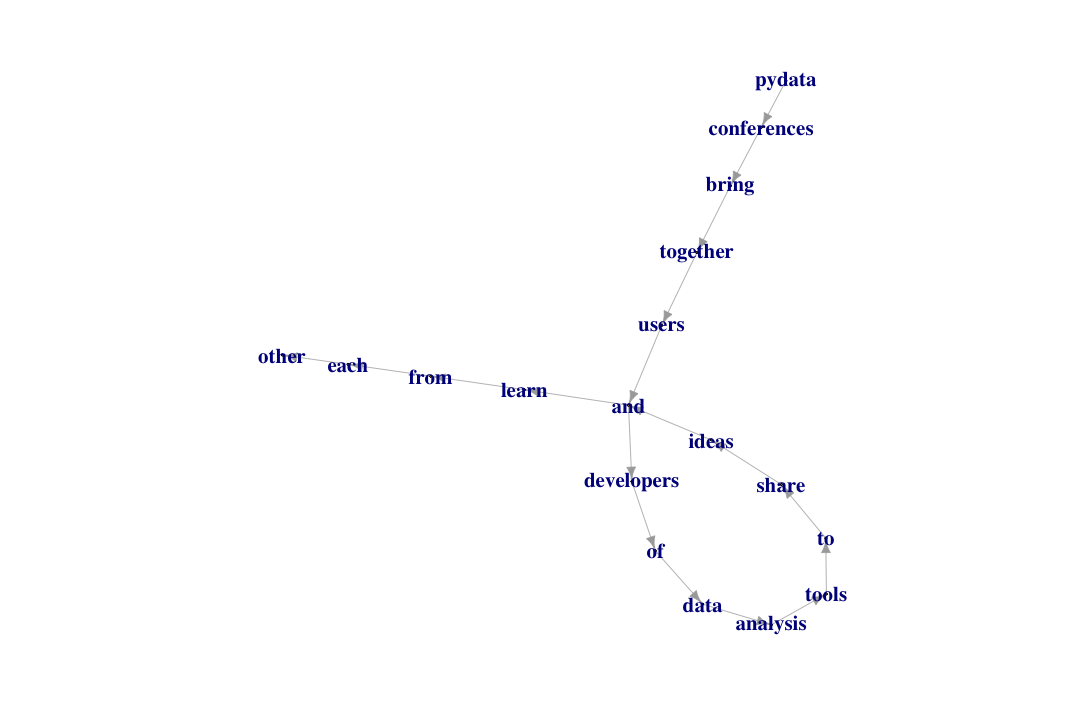 pydata
conferences
bring
together
users
and
developers
of
data
analysis
tools
to
share
ideas
learn
from
each
other